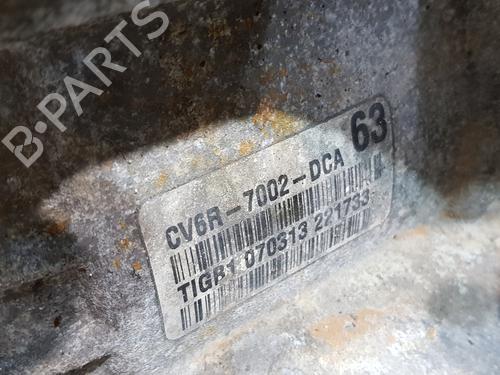 B-PARTS
63
CV6R-7002-DCA
TIGB1 070313 221733